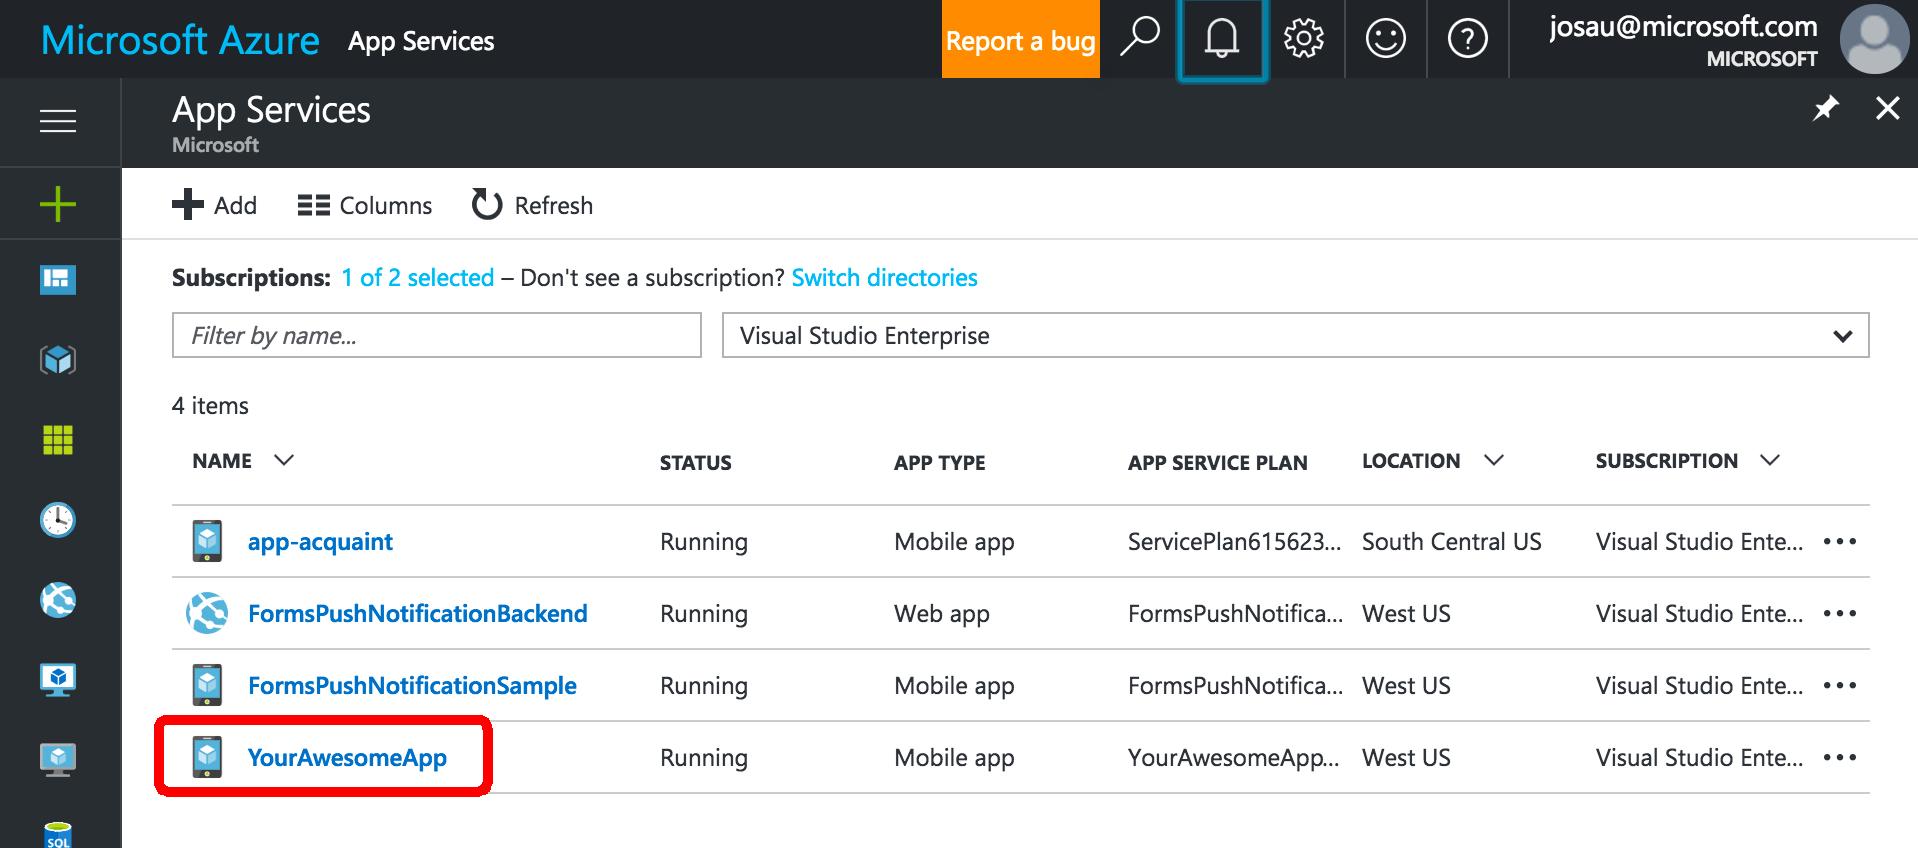 Microsoft Azure App Services Report a bug josau@microsoft.com
MICROSOFT
App Services
Microsoft
Add Columns Refresh
Subscriptions: 1 of 2 selected – Don't see a subscription? Switch directories
Filter by name... Visual Studio Enterprise
4 items
NAME STATUS APP TYPE APP SERVICE PLAN LOCATION SUBSCRIPTION
app-acquaint Running Mobile app ServicePlan615623... South Central US Visual Studio Ente... •••
FormsPushNotificationBackend Running Web app FormsPushNotifica... West US Visual Studio Ente... •••
FormsPushNotificationSample Running Mobile app FormsPushNotifica... West US Visual Studio Ente... •••
YourAwesomeApp Running Mobile app YourAwesomeApp... West US Visual Studio Ente... •••
SQL